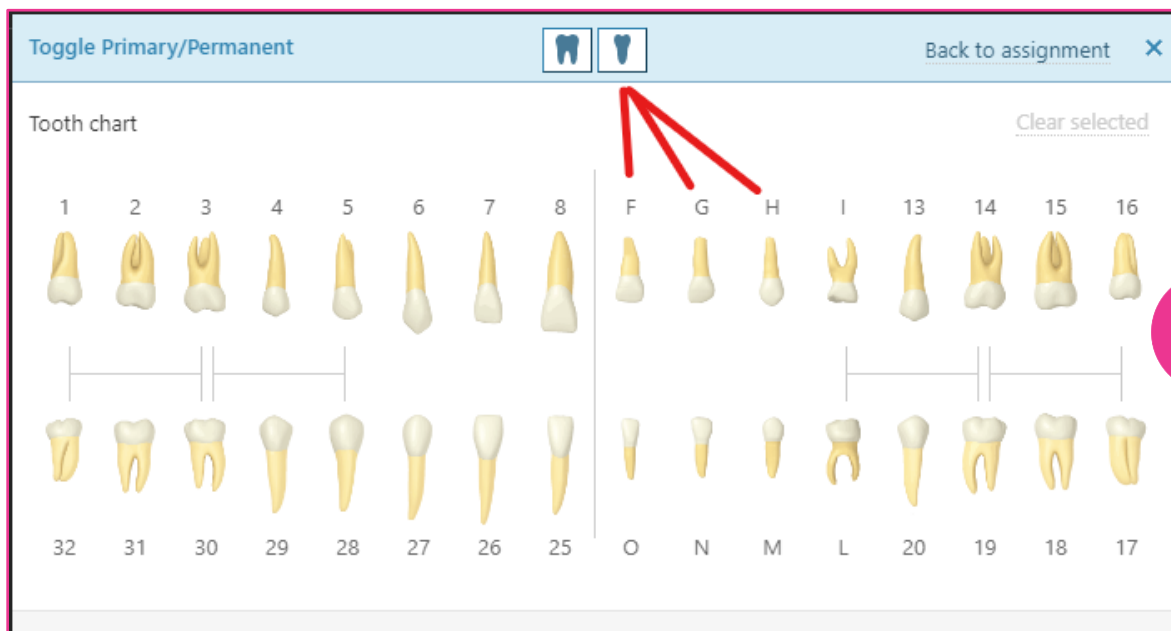 Toggle Primary/Permanent Back to assignment ×
Tooth chart Clear selected
1 2 3 4 5 6 7 8 F G H I 13 14 15 16
32 31 30 29 28 27 26 25 O N M L 20 19 18 17